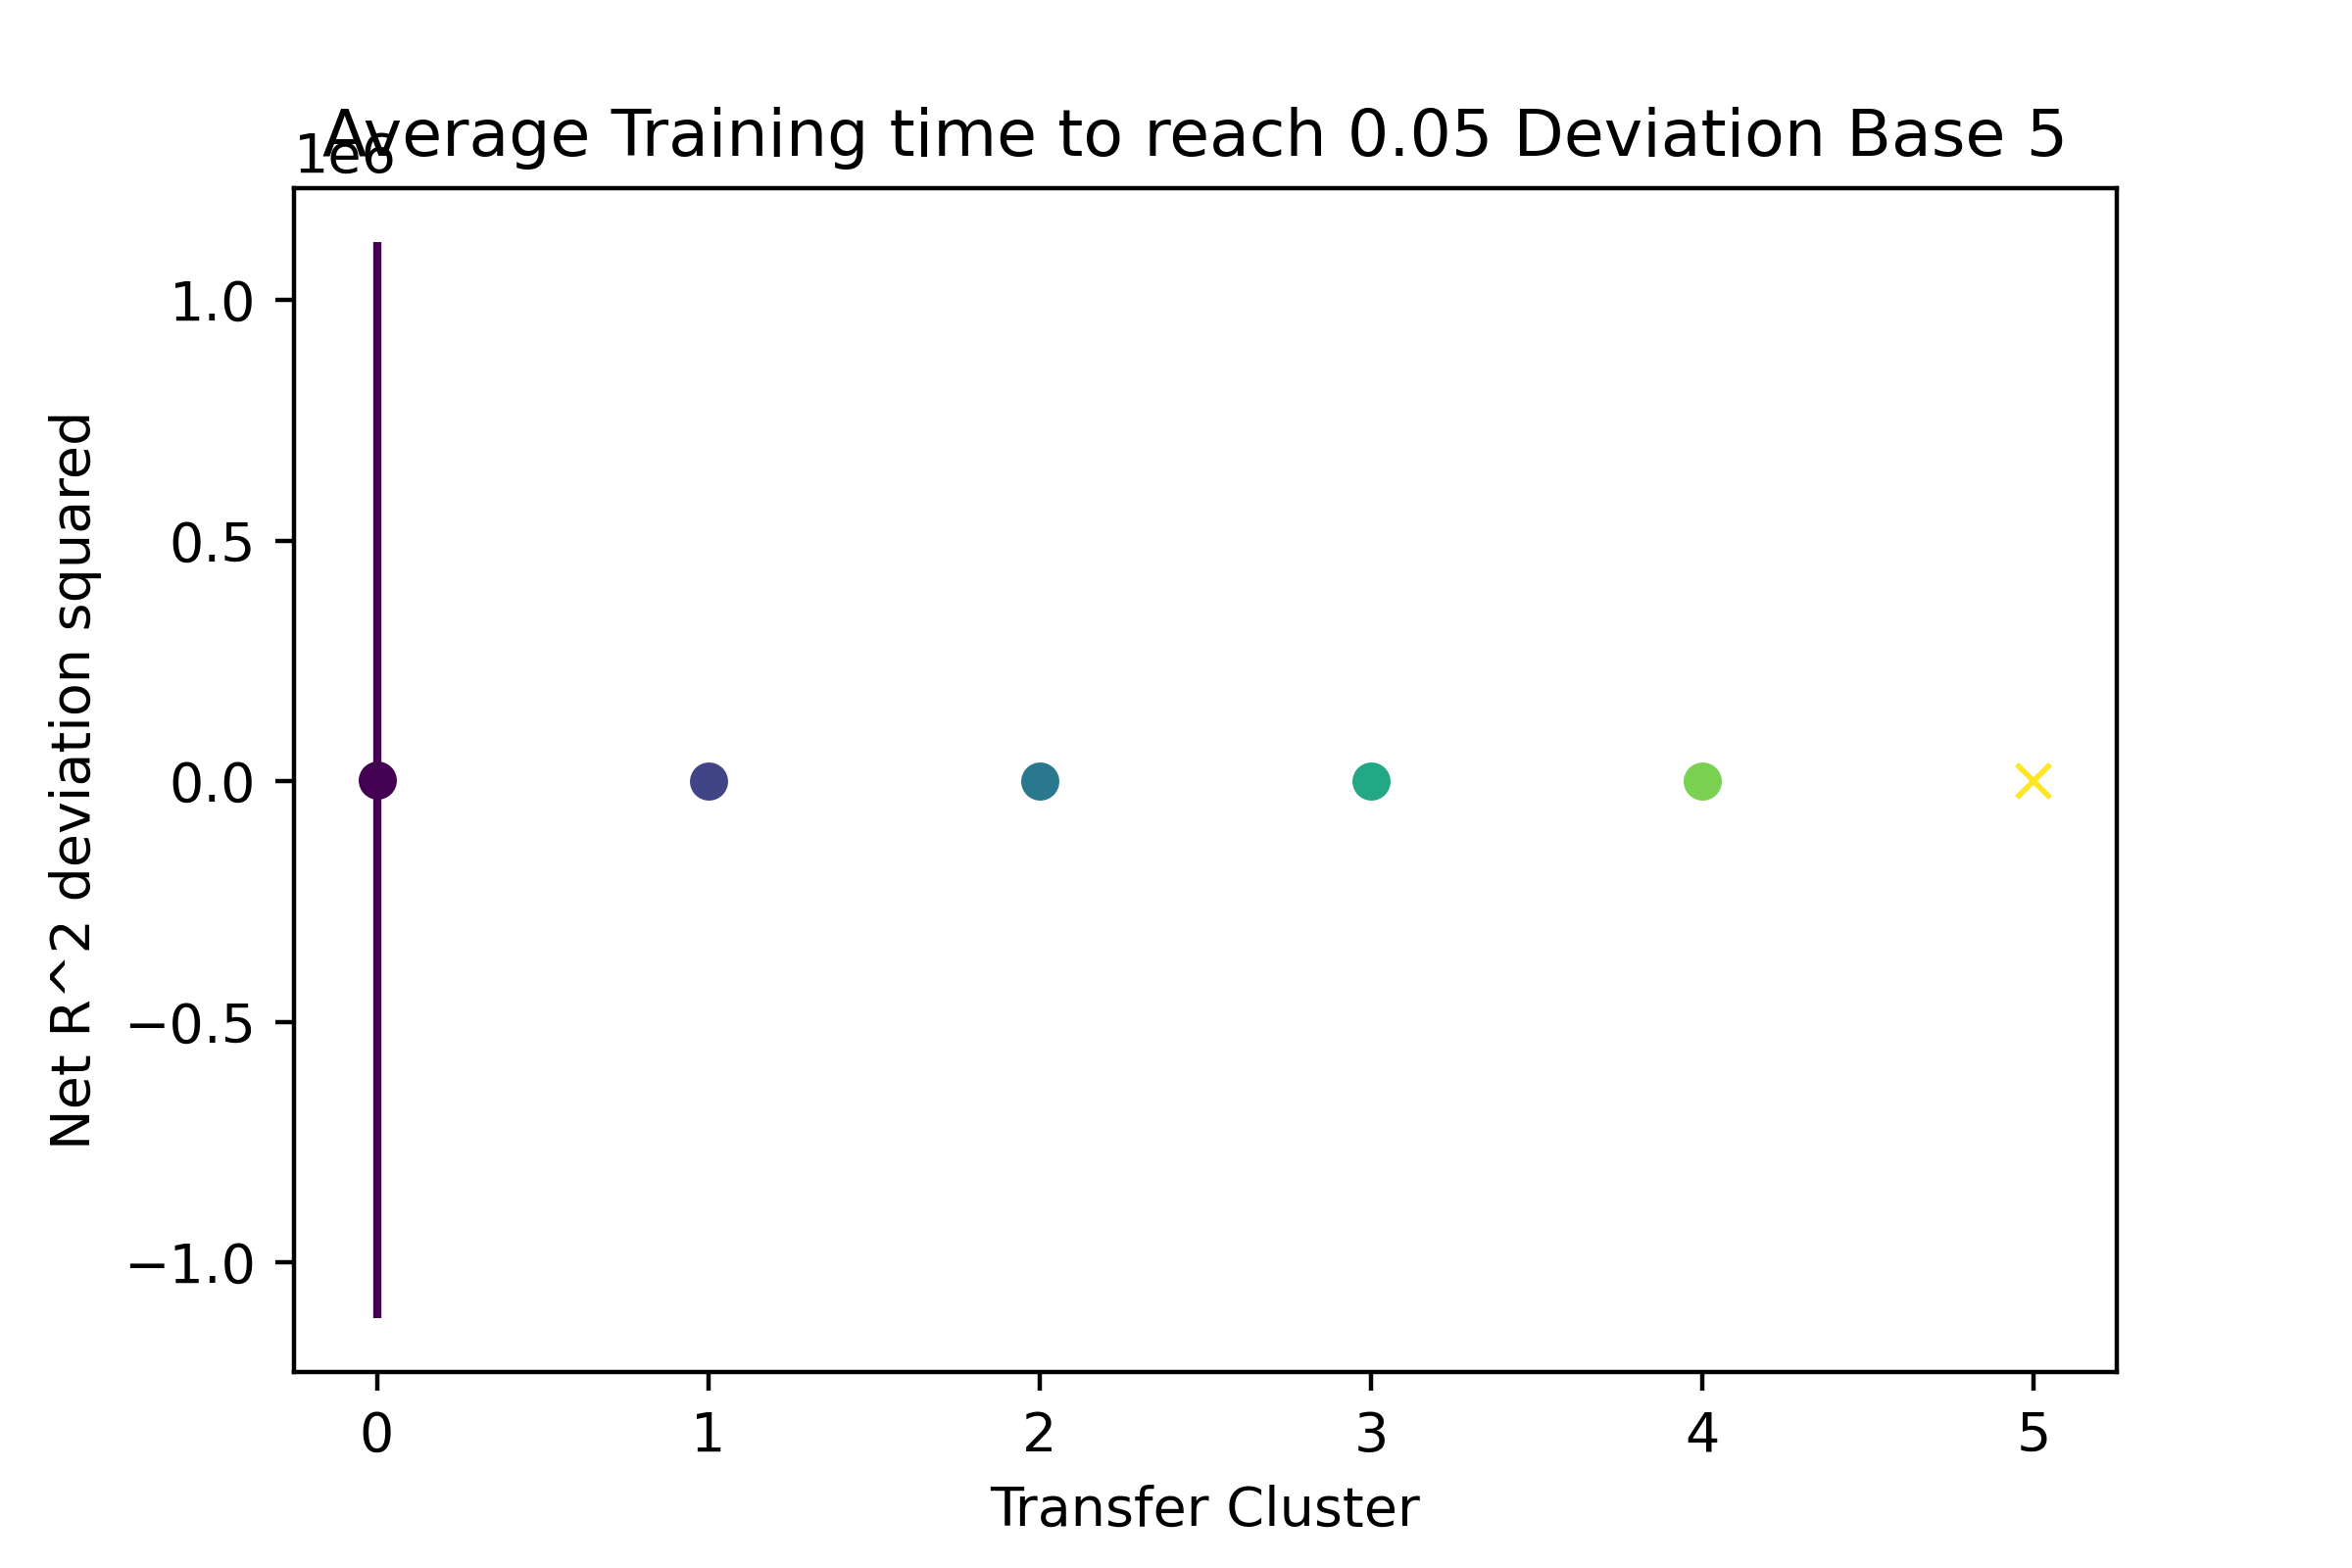 Average Training time to reach 0.05 Deviation Base 5
1e6
1.0
0.5
0.0
−0.5
−1.0
Net R^2 deviation squared
0 1 2 3 4 5
Transfer Cluster